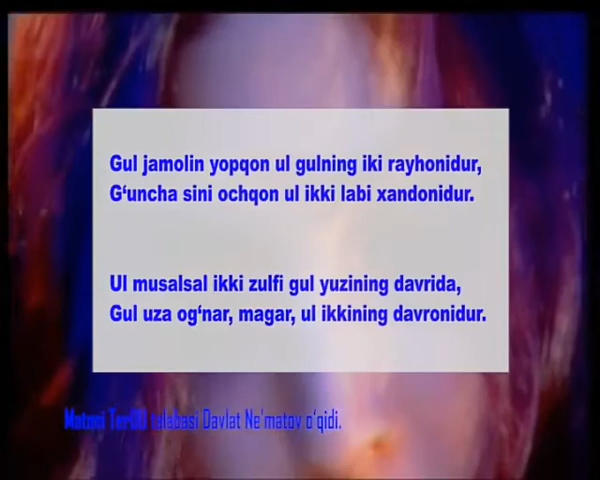 Gul jamolin yopqon ul gulning iki rayhonidur,
G‘uncha sini ochqon ul ikki labi xandonidur.
Ul musalsal ikki zulfi gul yuzining davrida,
Gul uza og‘nar, magar, ul ikkining davronidur.
Matnni talabasi Davlat Ne'matov o‘qidi.